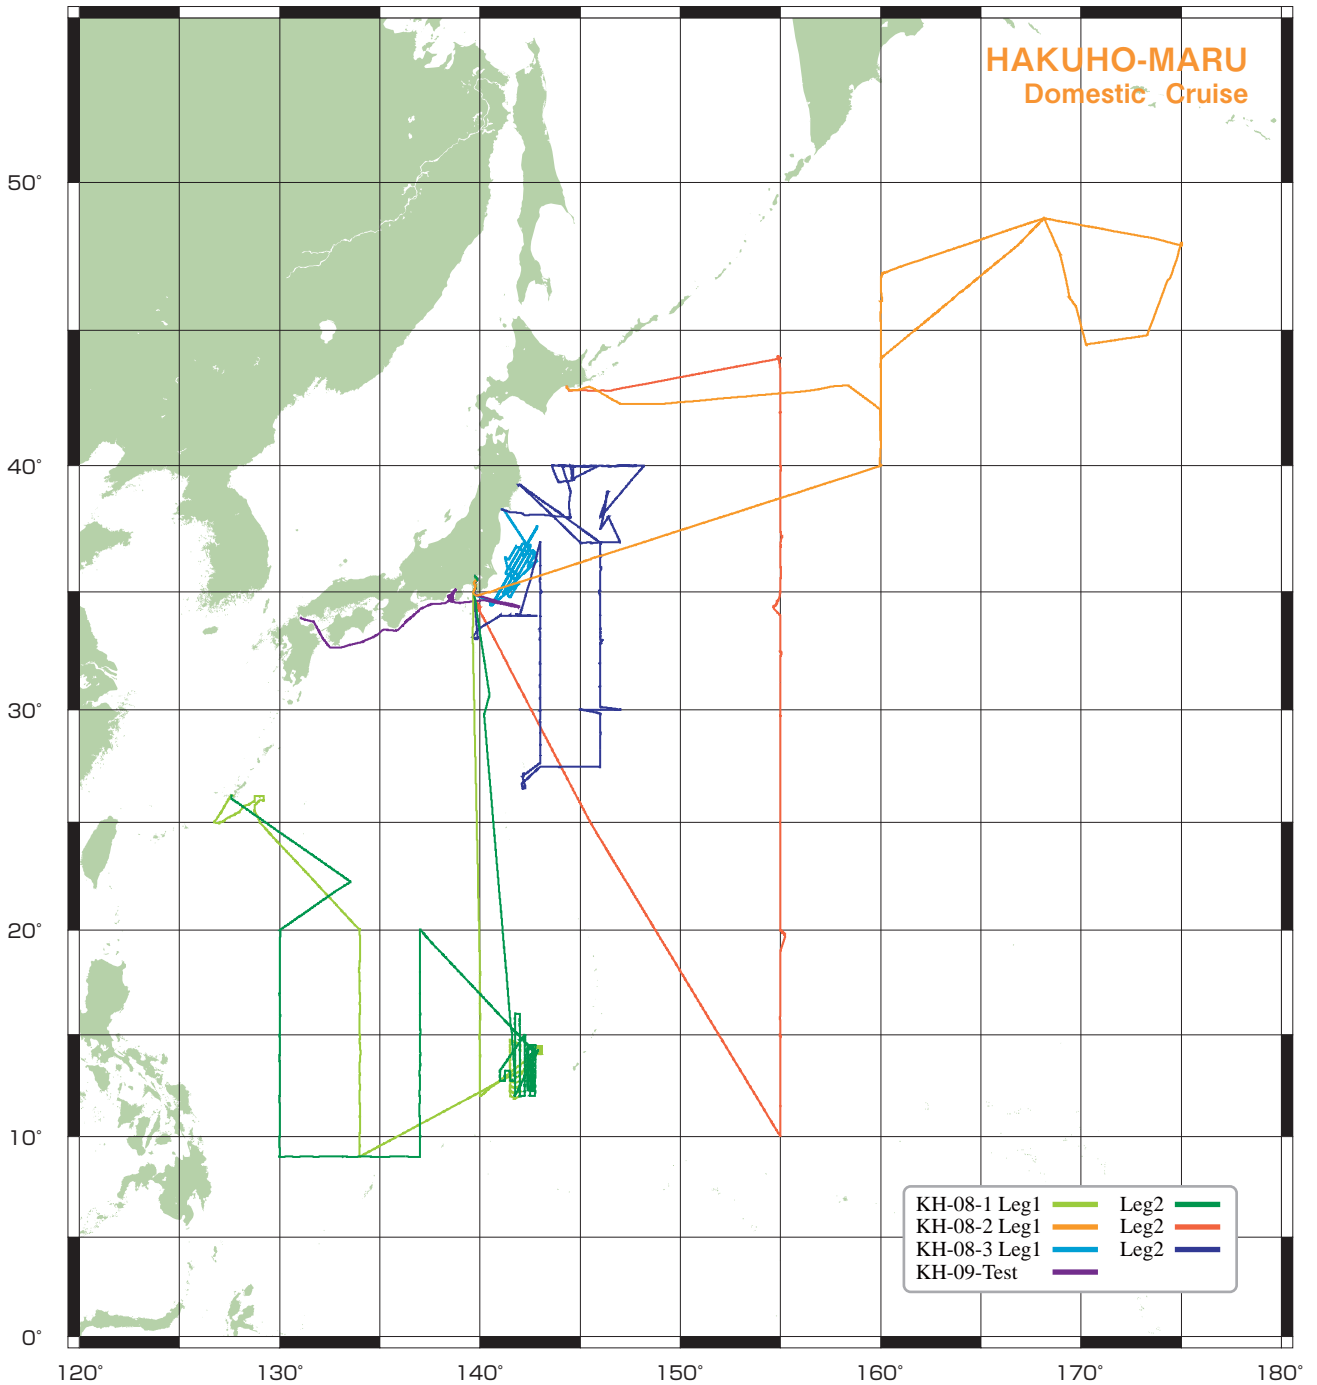 HAKUHO-MARU
Domestic Cruise
50°
40°
30°
20°
10°
0°
KH-08-1 Leg1 Leg2
KH-08-2 Leg1 Leg2
KH-08-3 Leg1 Leg2
KH-09-Test
120° 130° 140° 150° 160° 170° 180°